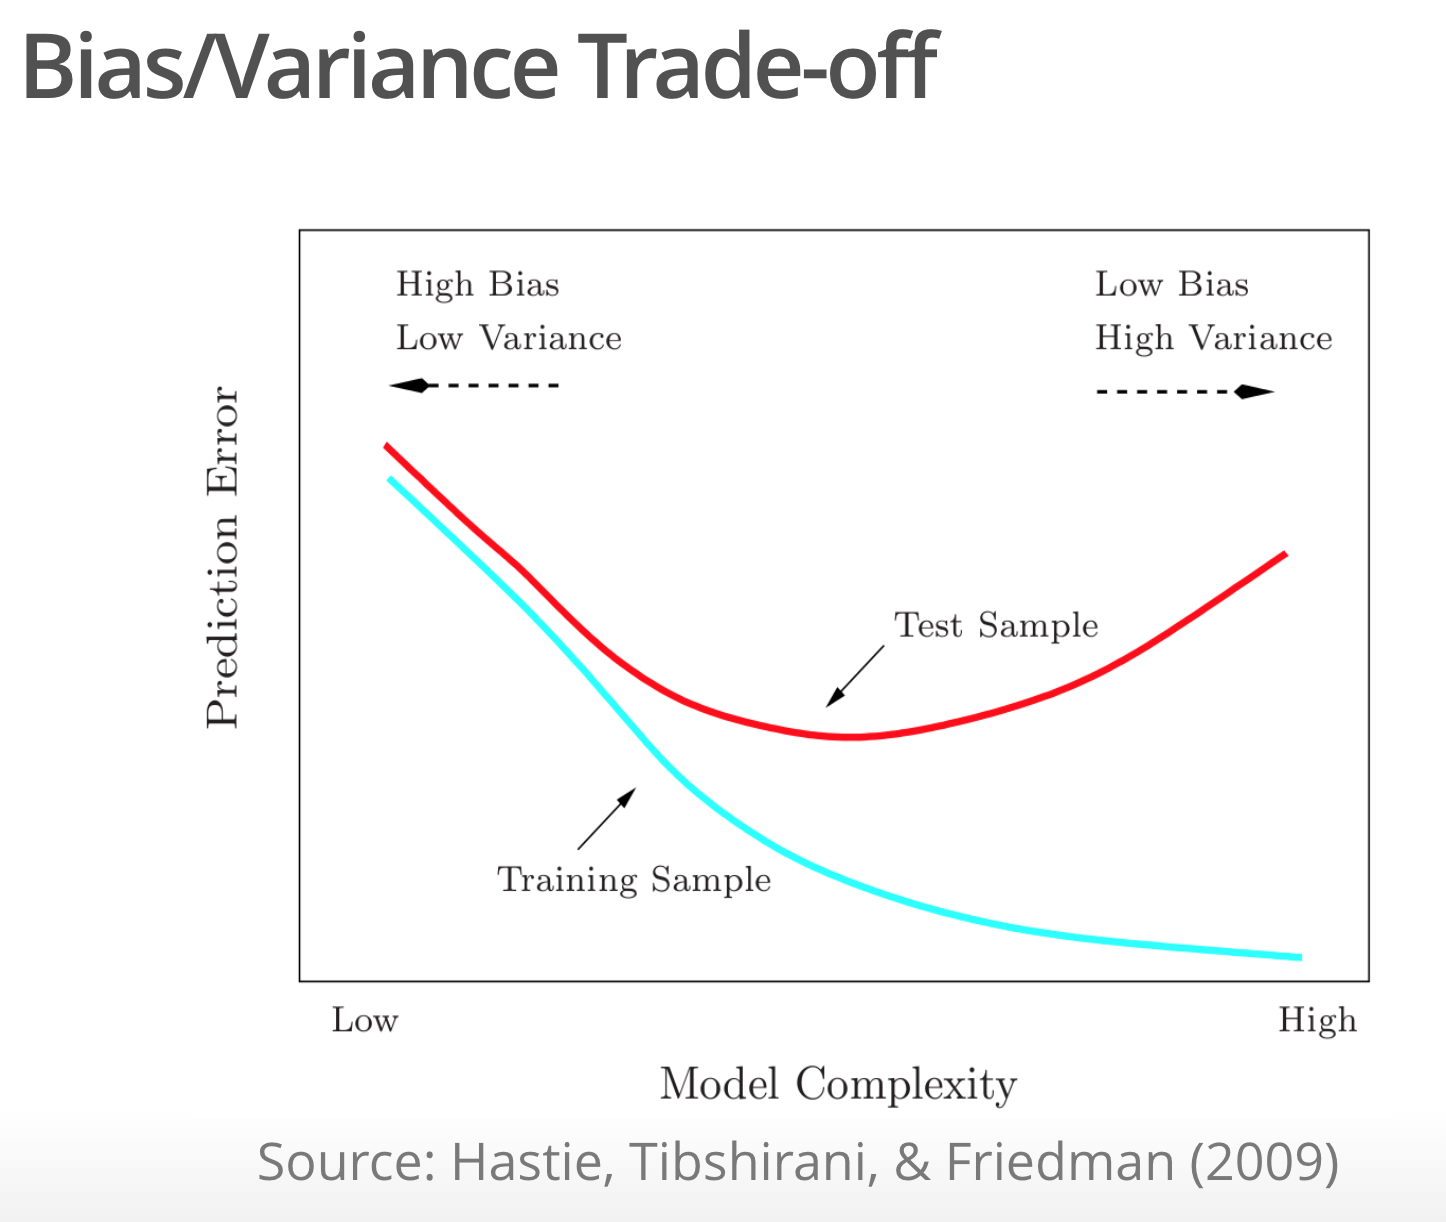 Bias/Variance Trade-off
High Bias
Low Variance
Low Bias
High Variance
Prediction Error
Test Sample
Training Sample
Low
High
Model Complexity
Source: Hastie, Tibshirani, & Friedman (2009)